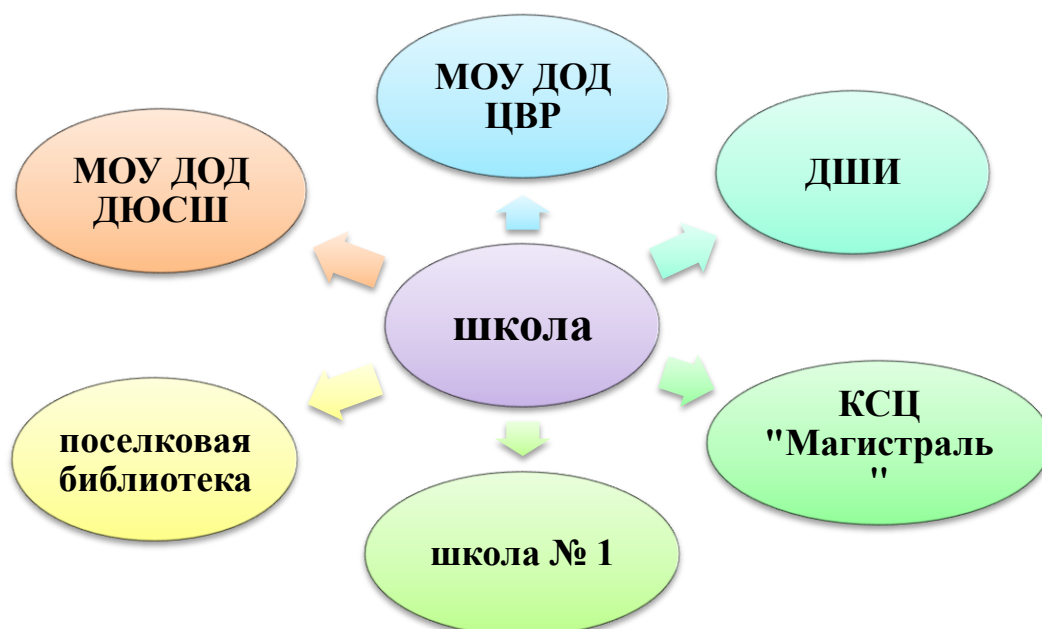 МОУ ДОД
ЦВР
МОУ ДОД
ДЮСШ
ДШИ
школа
поселковая
библиотека
КСЦ
"Магистраль
"
школа № 1